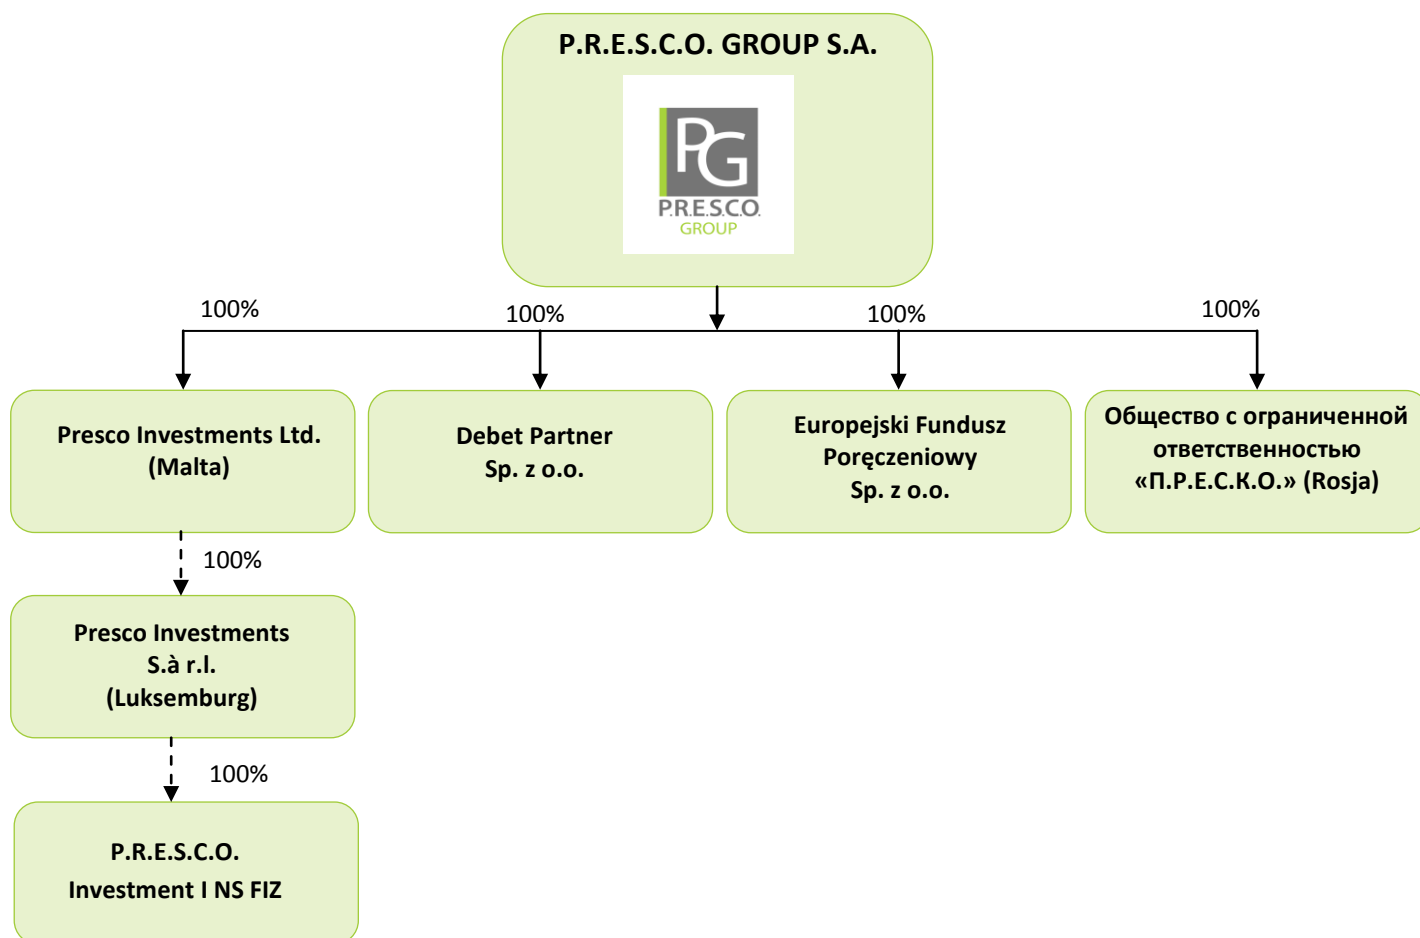 P.R.E.S.C.O. GROUP S.A.
PG
P.R.E.S.C.O.
GROUP
100%
100%
100%
100%
Presco Investments Ltd.
(Malta)
Debet Partner
Sp. z o.o.
Europejski Fundusz
Poręczeniowy
Sp. z o.o.
Общество с ограниченной
ответственностью
«П.Р.Е.С.К.О.» (Rosja)
100%
Presco Investments
S.à r.l.
(Luksemburg)
100%
P.R.E.S.C.O.
Investment I NS FIZ